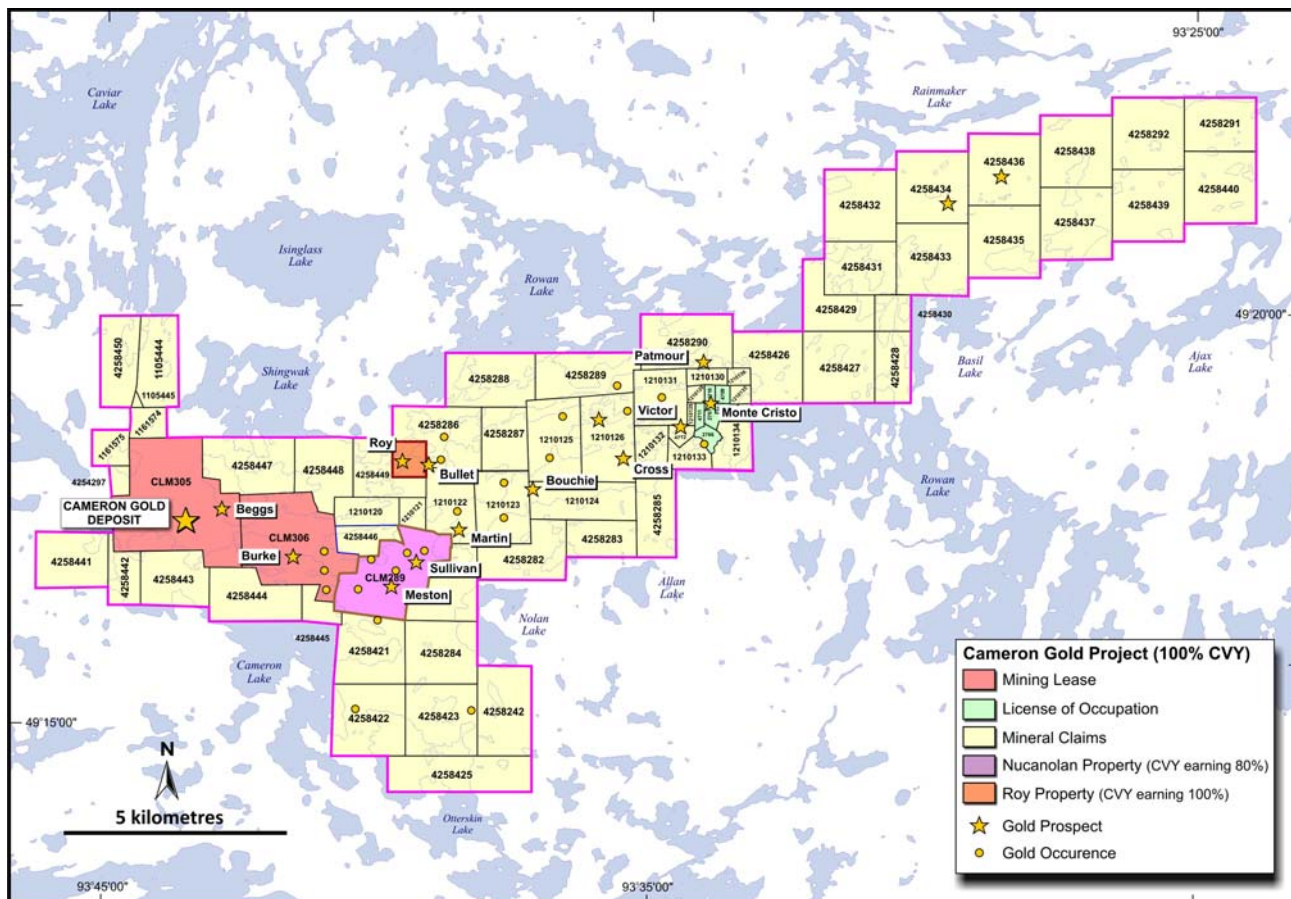 93°25'00"
Caviar
Lake
Rainmaker
Lake
4258291
4258292
4258438
4258436
4258434
4258440
4258432
4258439
4258437
4258435
4258433
4258431
Isinglass
Lake
Rowan
Lake
4258429
4258430
49°20'00"
4258450
1105444
4258290
Patmour
4258426
4258427
4258428
Basil
Lake
Ajax
Lake
Shingwak
Lake
4258288
4258289
1210131
1210130
1105445
1161574
1161575
4258286
4258287
1210125
1210126
Victor
Monte Cristo
1210132
1210133
1210134
Roy
Bullet
Cross
4254297
CLM305
4258447
4258448
4258449
Bouchie
Rowan
Lake
CAMERON GOLD
DEPOSIT
Beggs
1210120
1210121
1210122
1210123
1210124
4258285
Burke
CLM306
4258446
Martin
4258283
4258282
4258441
4258442
4258443
4258444
Sullivan
CLM289
Meston
Allan
Lake
Nolan
Lake
4258445
4258421
4258284
Cameron
Lake
4258422
4258423
4258242
49°15'00"
4258425
N
5 kilometres
Otterskin
Lake
93°45'00"
93°35'00"
Cameron Gold Project (100% CVY)
Mining Lease
License of Occupation
Mineral Claims
Nucanolan Property (CVY earning 80%)
Roy Property (CVY earning 100%)
Gold Prospect
Gold Occurence